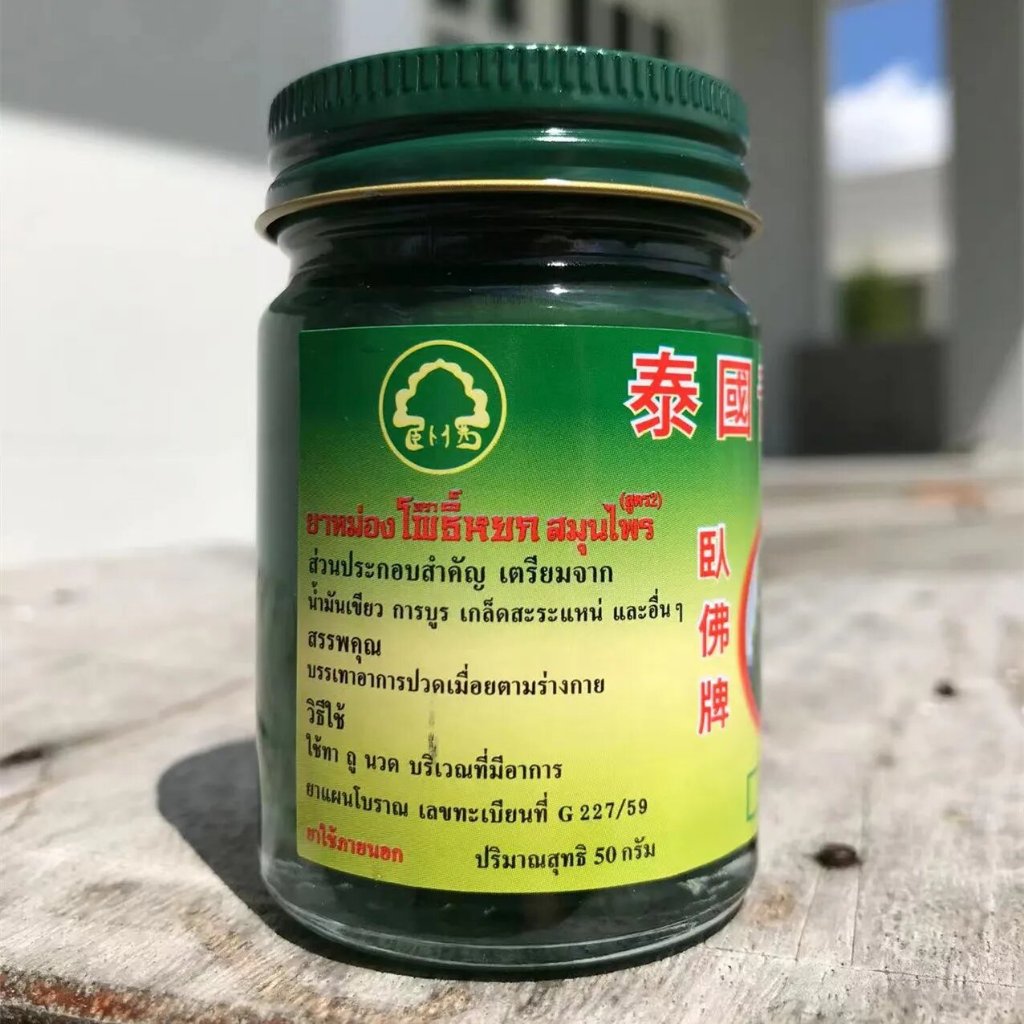 泰國
ยาหม่อง โพธิ์หยก สมุนไพร (สูตร2)
ส่วนประกอบสำคัญ เตรียมจาก
น้ำมันเขียว การบูร เกล็ดสะระแหน่ และอื่น ๆ
สรรพคุณ
บรรเทาอาการปวดเมื่อยตามร่างกาย
วิธีใช้
ใช้ทา ถู นวด บริเวณที่มีอาการ
ยาแผนโบราณ เลขทะเบียนที่ G 227/59
ยาใช้ภายนอก
ปริมาณสุทธิ 50 กรัม
臥佛牌